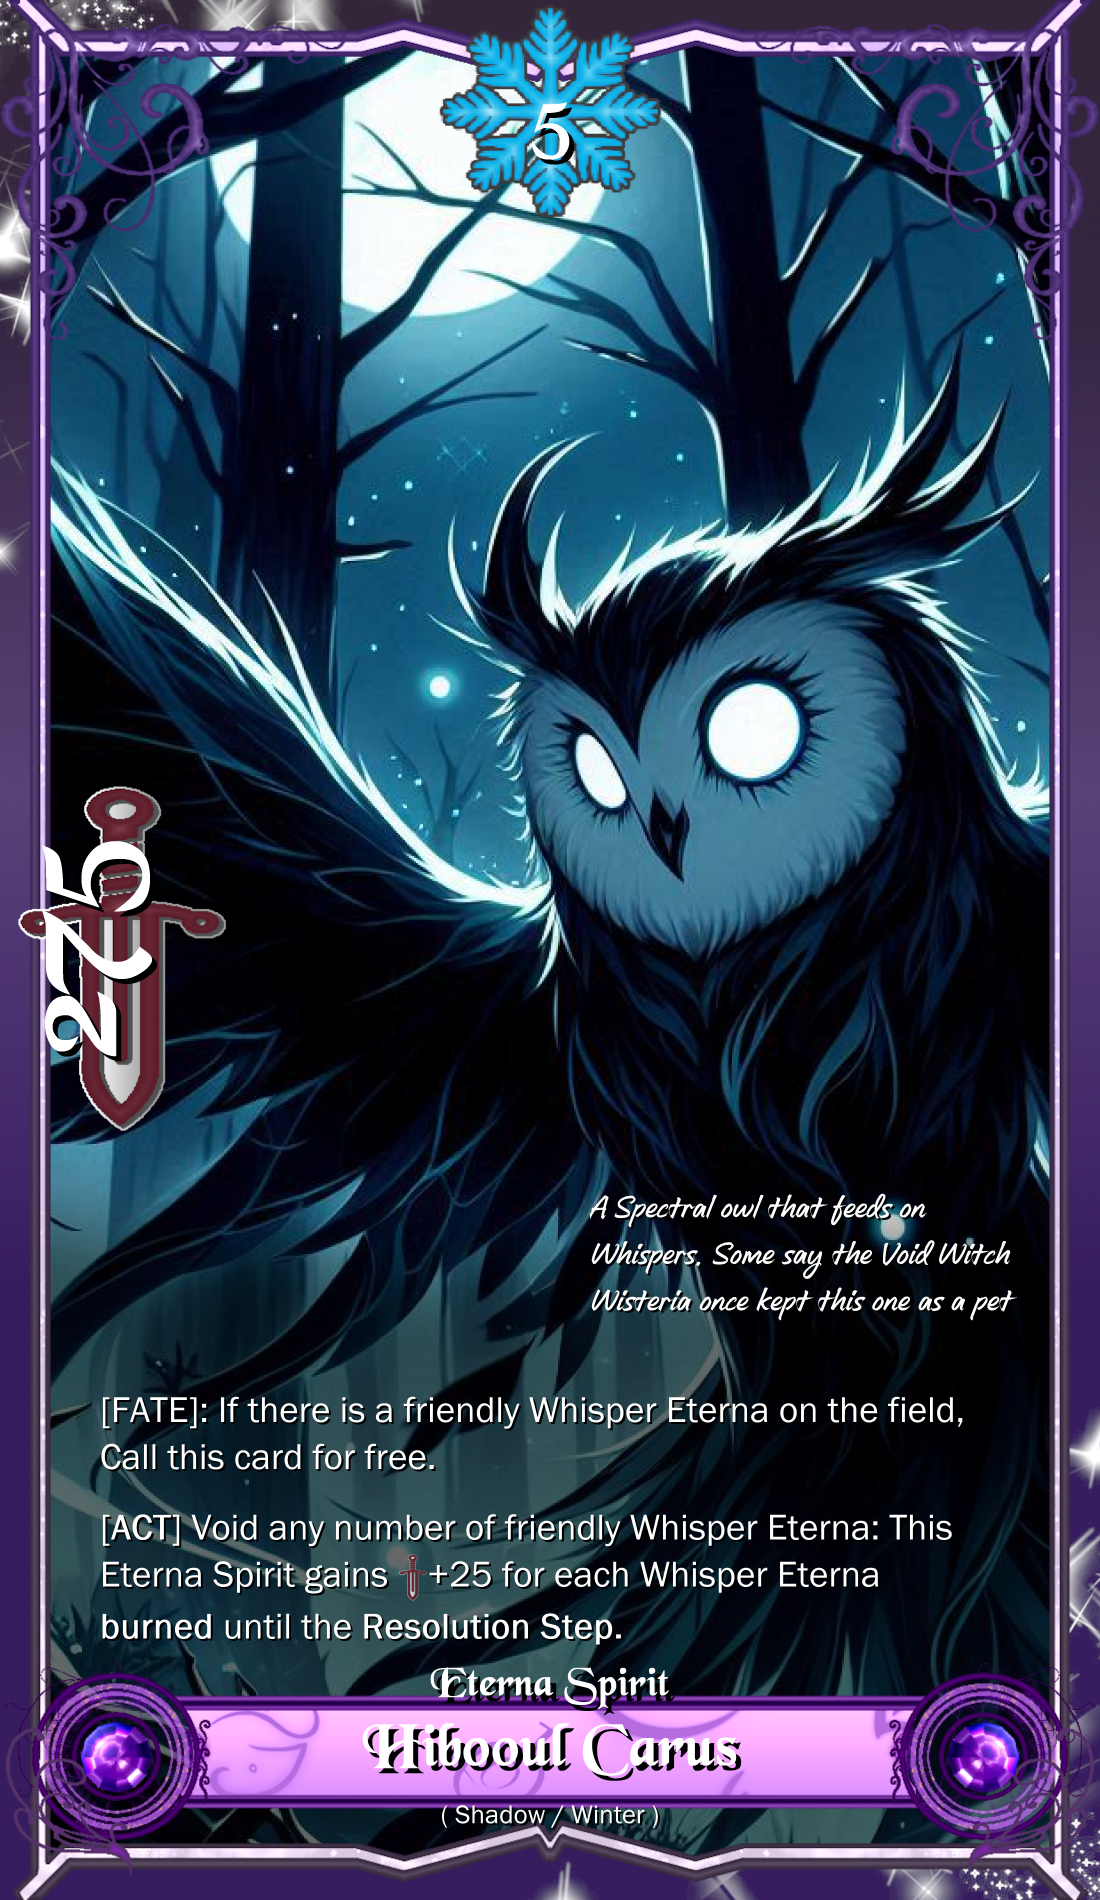 5
275
A Spectral owl that feeds on
Whispers. Some say the Void Witch
Wisteria once kept this one as a pet
[FATE]: If there is a friendly Whisper Eterna on the field,
Call this card for free.
[ACT] Void any number of friendly Whisper Eterna: This
Eterna Spirit gains +25 for each Whisper Eterna
burned until the Resolution Step.
Eterna Spirit
Hibooul Carus
( Shadow / Winter )